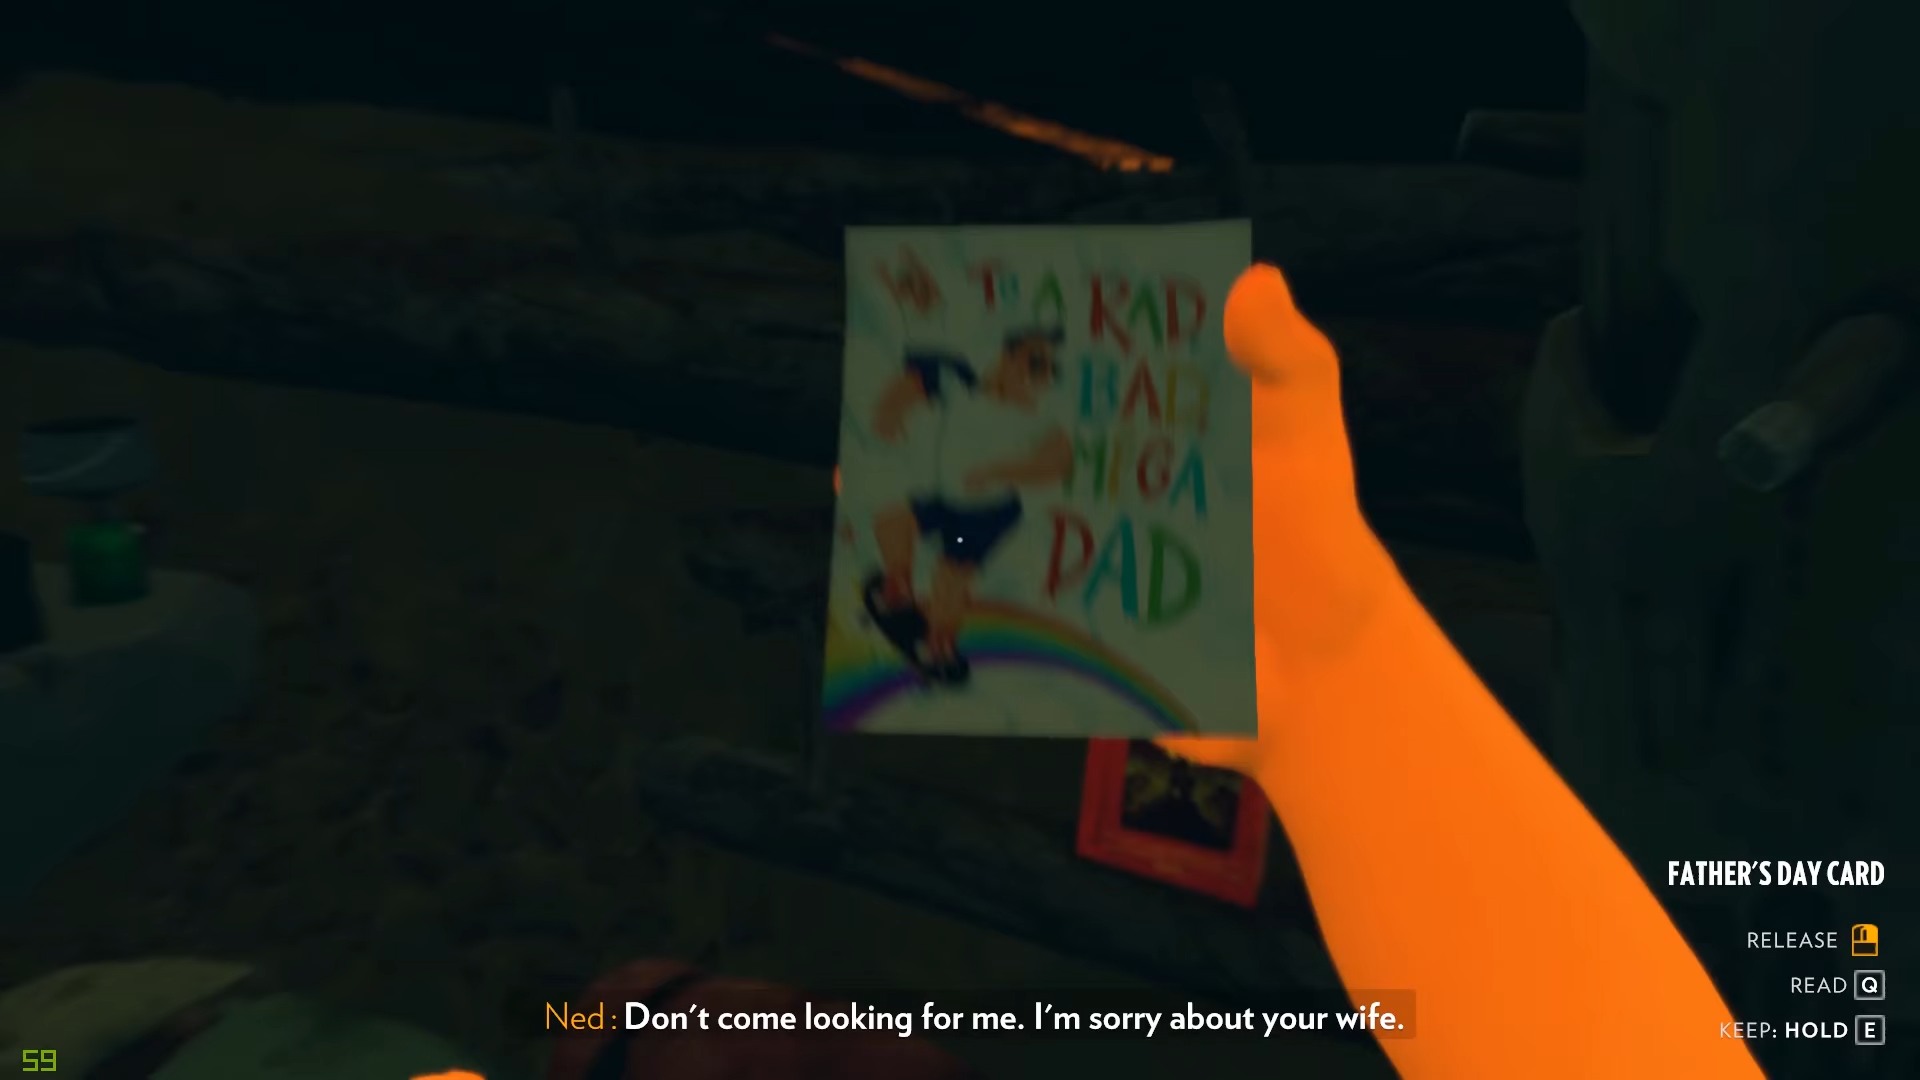 To A RAD
BAD
MEGA
DAD
FATHER'S DAY CARD
RELEASE
READ Q
KEEP: HOLD E
Ned : Don't come looking for me. I'm sorry about your wife.
59